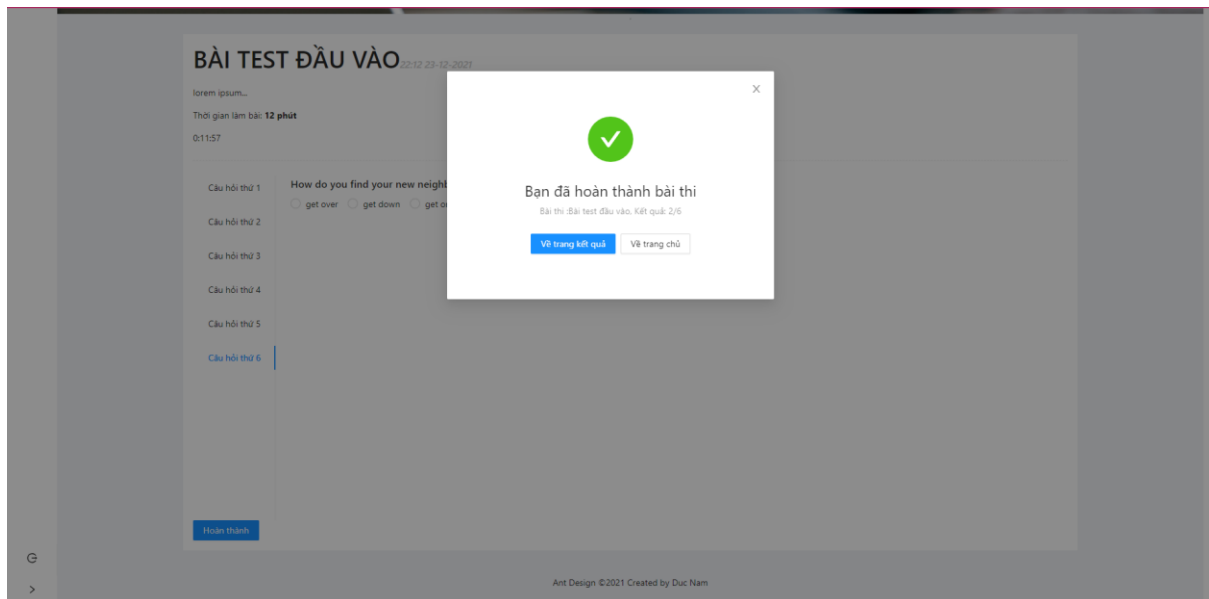 BÀI TEST ĐẦU VÀO 22:12 23-12-2021
lorem ipsum...
Thời gian làm bài: 12 phút
0:11:57
Câu hỏi thứ 1
Câu hỏi thứ 2
Câu hỏi thứ 3
Câu hỏi thứ 4
Câu hỏi thứ 5
Câu hỏi thứ 6
How do you find your new
get over get down get
Bạn đã hoàn thành bài thi
Bài thi :Bài test đầu vào. Kết quả: 2/6
Về trang kết quả Về trang chủ
Hoàn thành
Ant Design ©2021 Created by Duc Nam